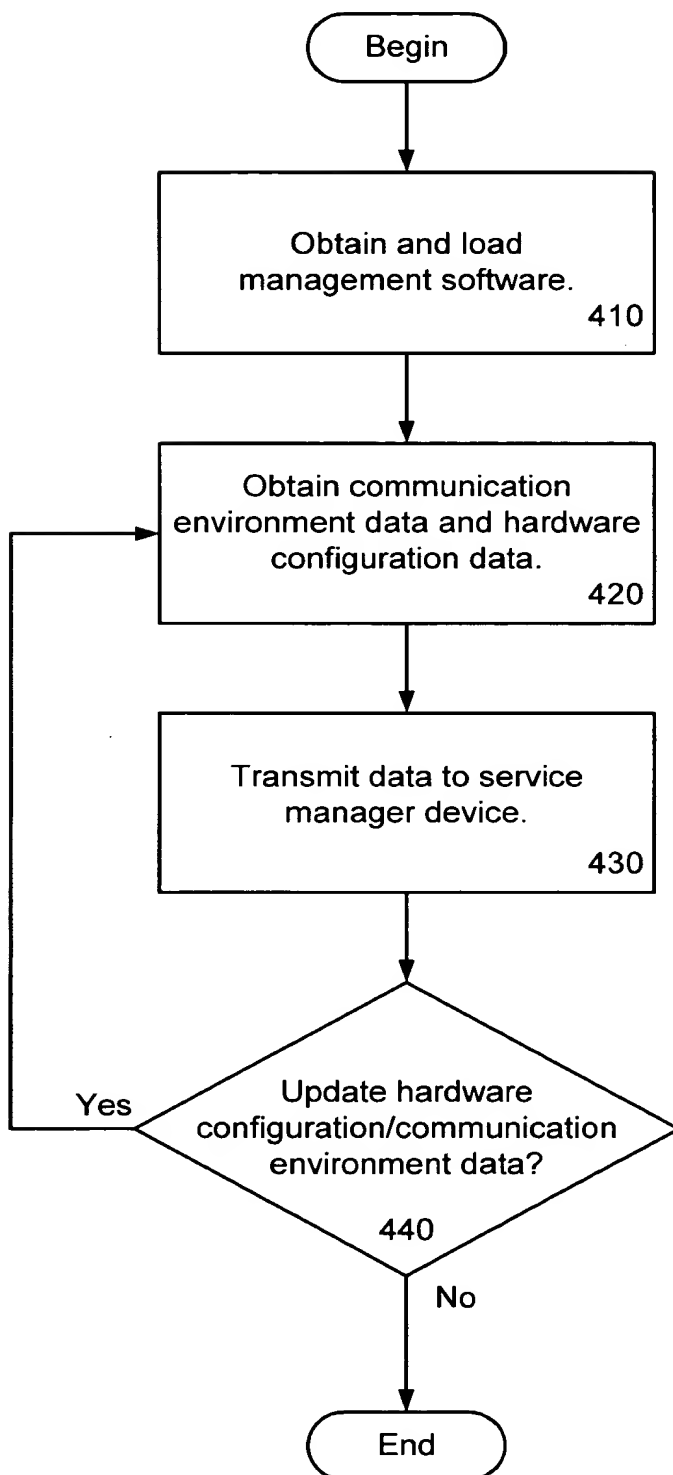 Begin
Obtain and load
management software.
410
Obtain communication
environment data and hardware
configuration data.
420
Transmit data to service
manager device.
430
Yes
Update hardware
configuration/communication
environment data?
440
No
End